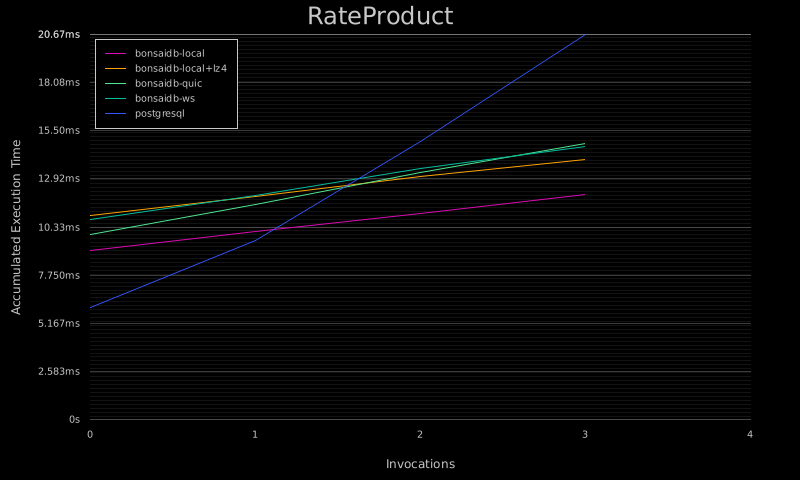 RateProduct
20.67ms
18.08ms
15.50ms
12.92ms
10.33ms
7.750ms
5.167ms
2.583ms
0s
bonsaidb-local
bonsaidb-local+lz4
bonsaidb-quic
bonsaidb-ws
postgresql
Accumulated Execution Time
0 1 2 3 4
Invocations